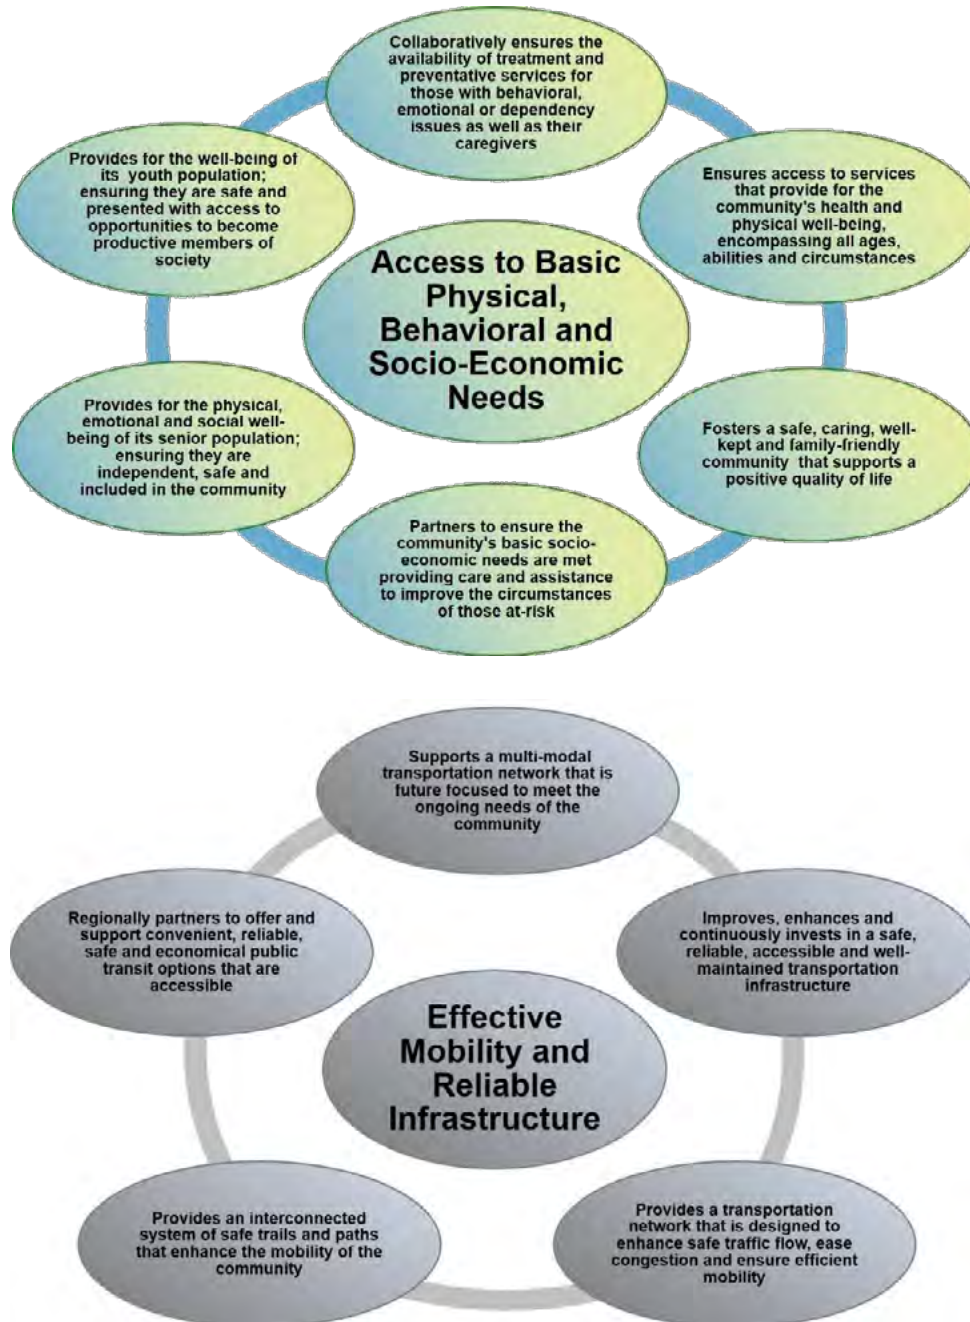 Collaboratively ensures the
availability of treatment and
preventative services for
those with behavioral,
emotional or dependency
issues as well as their
caregivers
Provides for the well-being of
its youth population;
ensuring they are safe and
presented with access to
opportunities to become
productive members of
society
Ensures access to services
that provide for the
community's health and
physical well-being,
encompassing all ages,
abilities and circumstances
Access to Basic
Physical,
Behavioral and
Socio-Economic
Needs
Provides for the physical,
emotional and social well-
being of its senior population;
ensuring they are
independent, safe and
included in the community
Fosters a safe, caring, well-
kept and family-friendly
community that supports a
positive quality of life
Partners to ensure the
community's basic socio-
economic needs are met
providing care and assistance
to improve the circumstances
of those at-risk
Supports a multi-modal
transportation network that is
future focused to meet the
ongoing needs of the
community
Regionally partners to offer and
support convenient, reliable,
safe and economical public
transit options that are
accessible
Improves, enhances and
continuously invests in a safe,
reliable, accessible and well-
maintained transportation
infrastructure
Effective
Mobility and
Reliable
Infrastructure
Provides an interconnected
system of safe trails and paths
that enhance the mobility of the
community
Provides a transportation
network that is designed to
enhance safe traffic flow, ease
congestion and ensure efficient
mobility